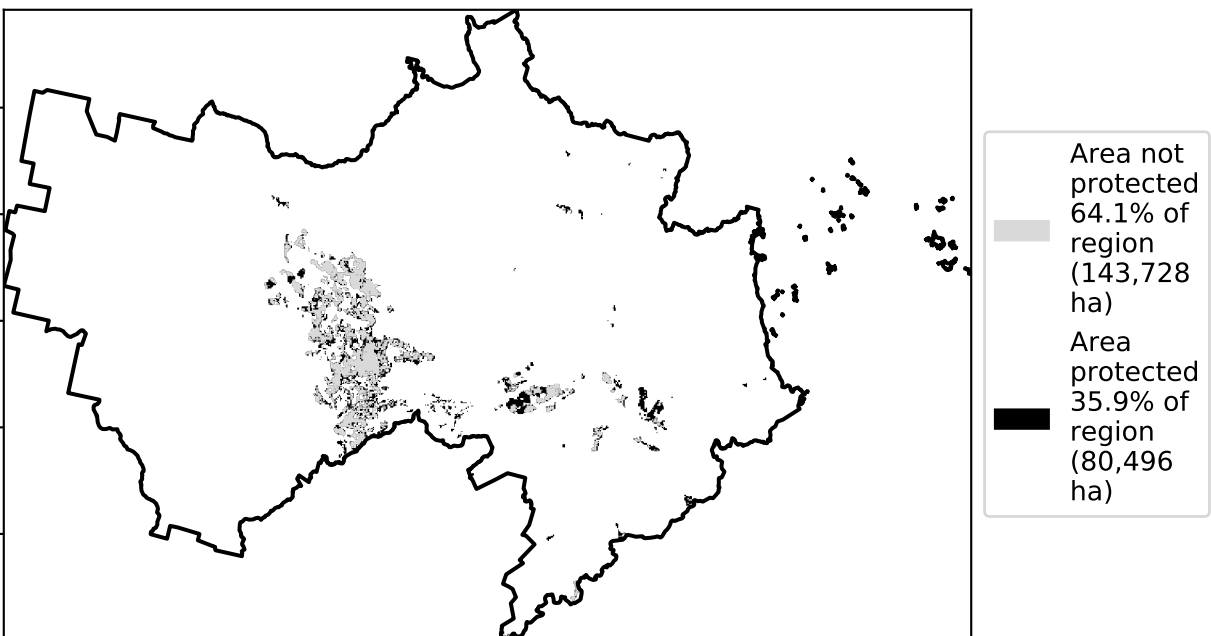 Area not
protected
64.1% of
region
(143,728
ha)
Area
protected
35.9% of
region
(80,496
ha)